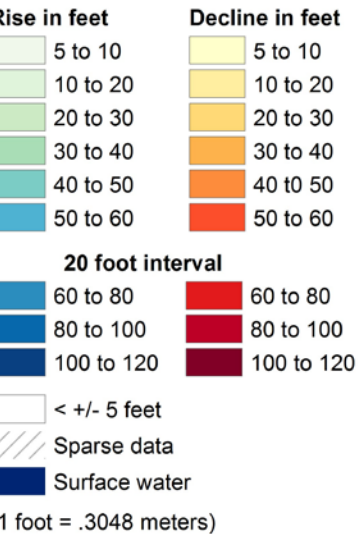 Rise in feet Decline in feet
5 to 10 5 to 10
10 to 20 10 to 20
20 to 30 20 to 30
30 to 40 30 to 40
40 to 50 40 t0 50
50 to 60 50 to 60
20 foot interval
60 to 80 60 to 80
80 to 100 80 to 100
100 to 120 100 to 120
< +/- 5 feet
Sparse data
Surface water
1 foot = .3048 meters)